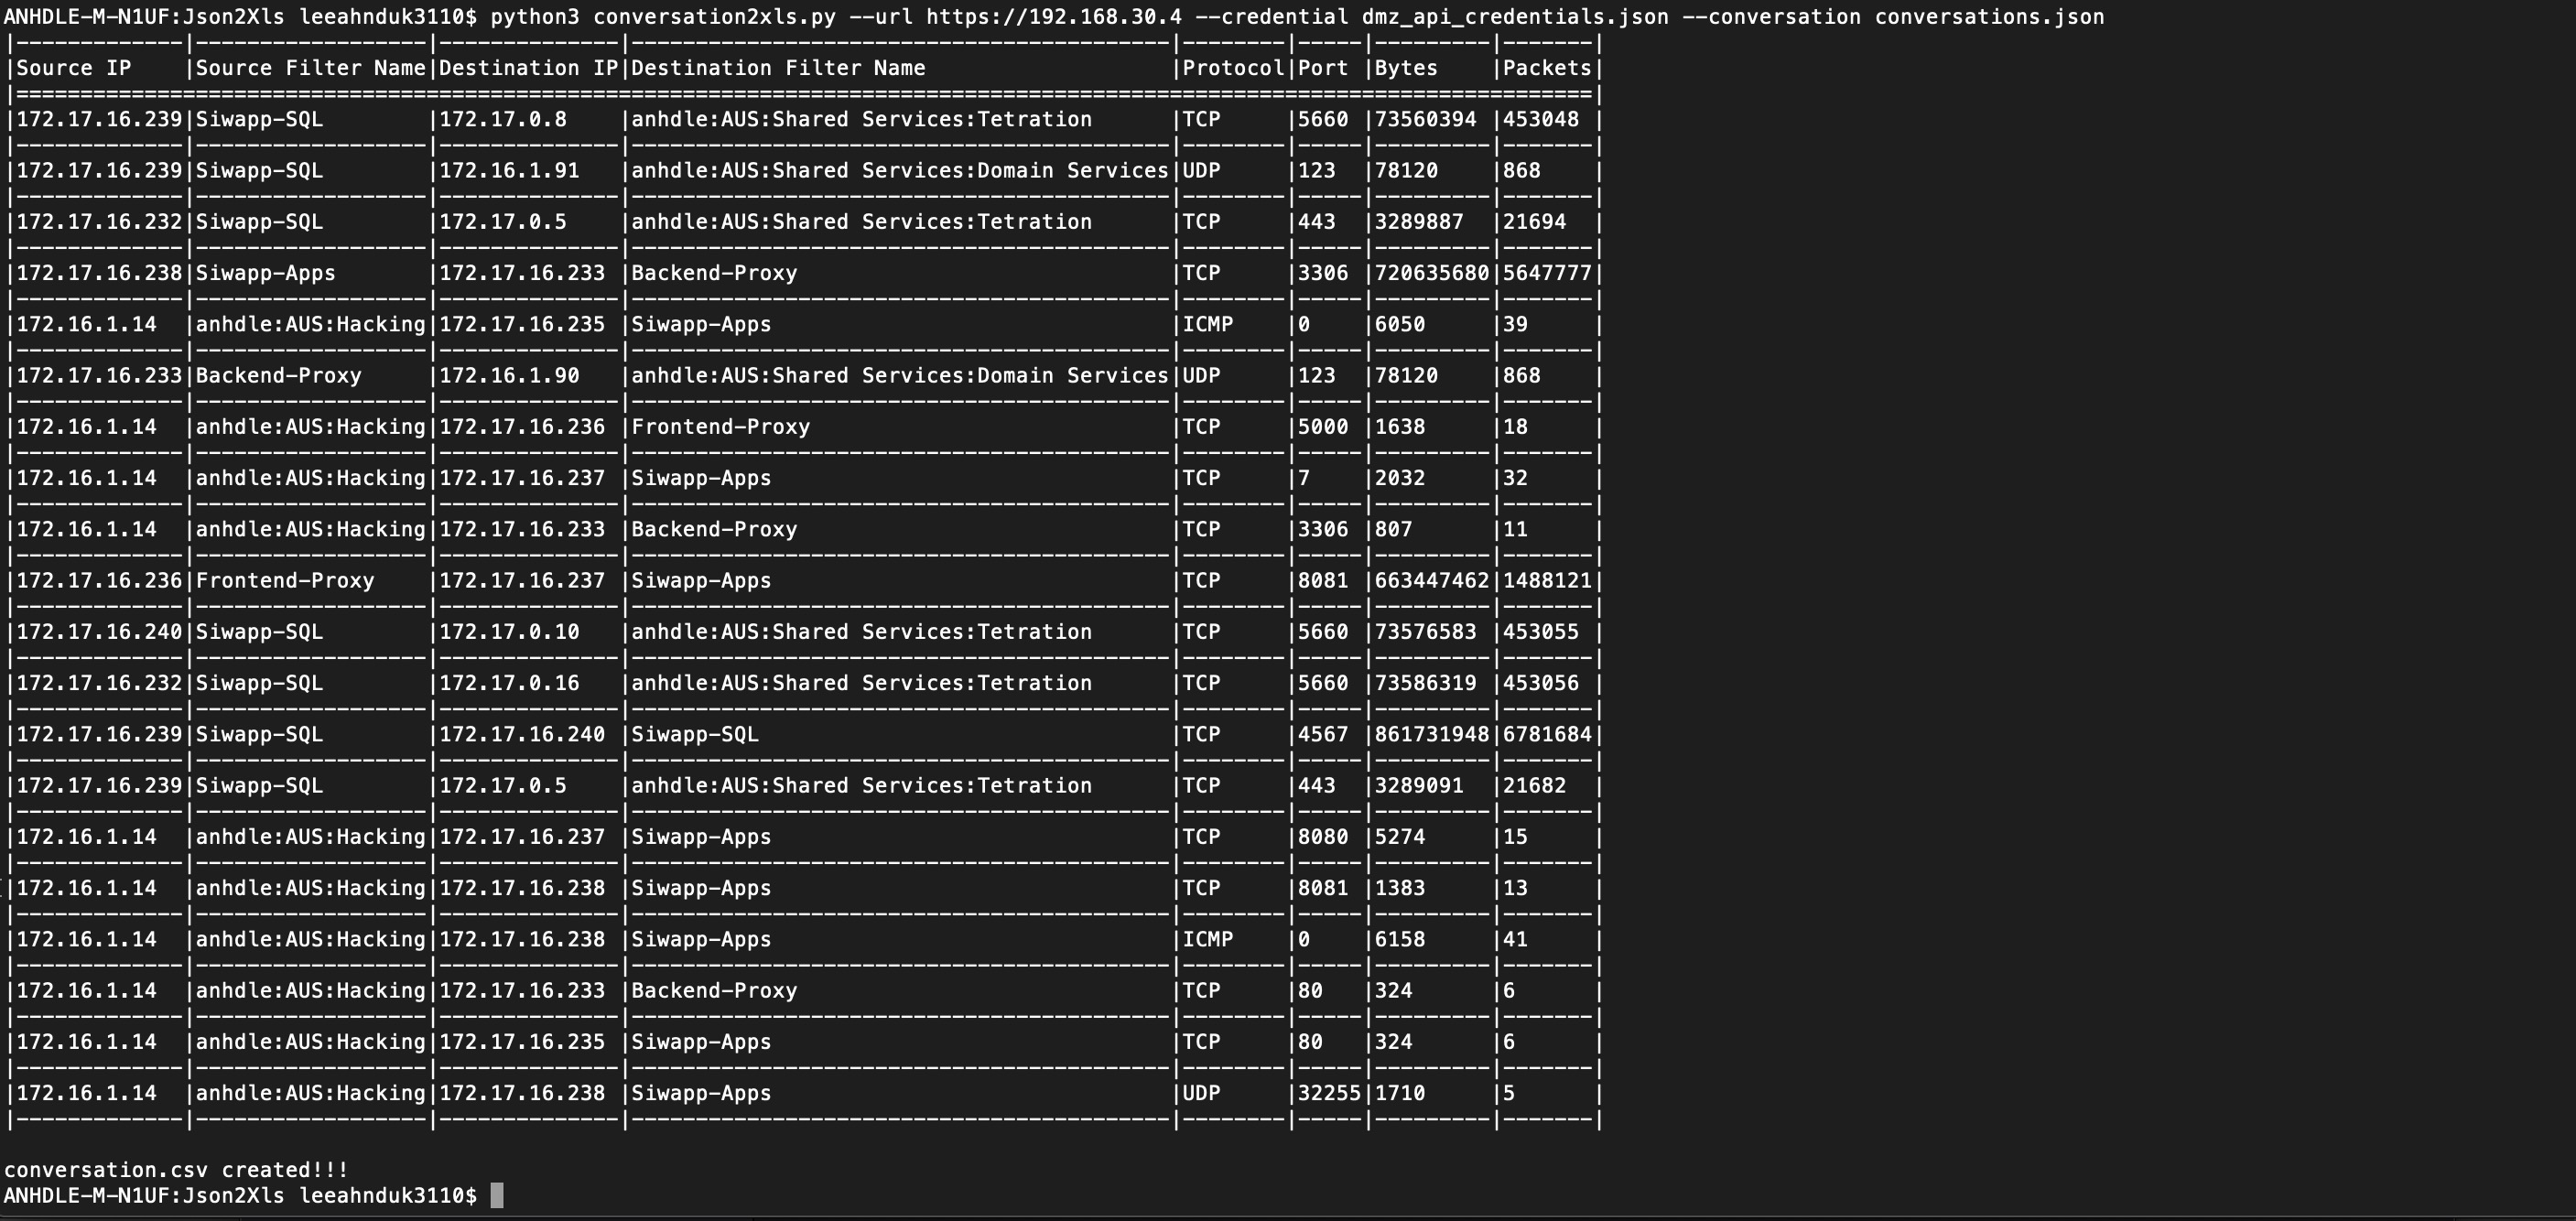 ANHDLE-M-N1UF:Json2Xls leeahnduk3110$ python3 conversation2xls.py --url https://192.168.30.4 --credential dmz_api_credentials.json --conversation conversations.json
|-------------|------------------|--------------|------------------------------------------|--------|-----|---------|-------|
|Source IP    |Source Filter Name|Destination IP|Destination Filter Name                   |Protocol|Port |Bytes    |Packets|
|===========================================================================================================================|
|172.17.16.239|Siwapp-SQL        |172.17.0.8    |anhdle:AUS:Shared Services:Tetration      |TCP     |5660 |73560394 |453048 |
|-------------|------------------|--------------|------------------------------------------|--------|-----|---------|-------|
|172.17.16.239|Siwapp-SQL        |172.16.1.91   |anhdle:AUS:Shared Services:Domain Services|UDP     |123  |78120    |868    |
|-------------|------------------|--------------|------------------------------------------|--------|-----|---------|-------|
|172.17.16.232|Siwapp-SQL        |172.17.0.5    |anhdle:AUS:Shared Services:Tetration      |TCP     |443  |3289887  |21694  |
|-------------|------------------|--------------|------------------------------------------|--------|-----|---------|-------|
|172.17.16.238|Siwapp-Apps       |172.17.16.233 |Backend-Proxy                             |TCP     |3306 |720635680|5647777|
|-------------|------------------|--------------|------------------------------------------|--------|-----|---------|-------|
|172.16.1.14  |anhdle:AUS:Hacking|172.17.16.235 |Siwapp-Apps                               |ICMP    |0    |6050     |39     |
|-------------|------------------|--------------|------------------------------------------|--------|-----|---------|-------|
|172.17.16.233|Backend-Proxy     |172.16.1.90   |anhdle:AUS:Shared Services:Domain Services|UDP     |123  |78120    |868    |
|-------------|------------------|--------------|------------------------------------------|--------|-----|---------|-------|
|172.16.1.14  |anhdle:AUS:Hacking|172.17.16.236 |Frontend-Proxy                            |TCP     |5000 |1638     |18     |
|-------------|------------------|--------------|------------------------------------------|--------|-----|---------|-------|
|172.16.1.14  |anhdle:AUS:Hacking|172.17.16.237 |Siwapp-Apps                               |TCP     |7    |2032     |32     |
|-------------|------------------|--------------|------------------------------------------|--------|-----|---------|-------|
|172.16.1.14  |anhdle:AUS:Hacking|172.17.16.233 |Backend-Proxy                             |TCP     |3306 |807      |11     |
|-------------|------------------|--------------|------------------------------------------|--------|-----|---------|-------|
|172.17.16.236|Frontend-Proxy    |172.17.16.237 |Siwapp-Apps                               |TCP     |8081 |663447462|1488121|
|-------------|------------------|--------------|------------------------------------------|--------|-----|---------|-------|
|172.17.16.240|Siwapp-SQL        |172.17.0.10   |anhdle:AUS:Shared Services:Tetration      |TCP     |5660 |73576583 |453055 |
|-------------|------------------|--------------|------------------------------------------|--------|-----|---------|-------|
|172.17.16.232|Siwapp-SQL        |172.17.0.16   |anhdle:AUS:Shared Services:Tetration      |TCP     |5660 |73586319 |453056 |
|-------------|------------------|--------------|------------------------------------------|--------|-----|---------|-------|
|172.17.16.239|Siwapp-SQL        |172.17.16.240 |Siwapp-SQL                                |TCP     |4567 |861731948|6781684|
|-------------|------------------|--------------|------------------------------------------|--------|-----|---------|-------|
|172.17.16.239|Siwapp-SQL        |172.17.0.5    |anhdle:AUS:Shared Services:Tetration      |TCP     |443  |3289091  |21682  |
|-------------|------------------|--------------|------------------------------------------|--------|-----|---------|-------|
|172.16.1.14  |anhdle:AUS:Hacking|172.17.16.237 |Siwapp-Apps                               |TCP     |8080 |5274     |15     |
|-------------|------------------|--------------|------------------------------------------|--------|-----|---------|-------|
|172.16.1.14  |anhdle:AUS:Hacking|172.17.16.238 |Siwapp-Apps                               |TCP     |8081 |1383     |13     |
|-------------|------------------|--------------|------------------------------------------|--------|-----|---------|-------|
|172.16.1.14  |anhdle:AUS:Hacking|172.17.16.238 |Siwapp-Apps                               |ICMP    |0    |6158     |41     |
|-------------|------------------|--------------|------------------------------------------|--------|-----|---------|-------|
|172.16.1.14  |anhdle:AUS:Hacking|172.17.16.233 |Backend-Proxy                             |TCP     |80   |324      |6      |
|-------------|------------------|--------------|------------------------------------------|--------|-----|---------|-------|
|172.16.1.14  |anhdle:AUS:Hacking|172.17.16.235 |Siwapp-Apps                               |TCP     |80   |324      |6      |
|-------------|------------------|--------------|------------------------------------------|--------|-----|---------|-------|
|172.16.1.14  |anhdle:AUS:Hacking|172.17.16.238 |Siwapp-Apps                               |UDP     |32255|1710     |5      |
|-------------|------------------|--------------|------------------------------------------|--------|-----|---------|-------|
conversation.csv created!!!
ANHDLE-M-N1UF:Json2Xls leeahnduk3110$